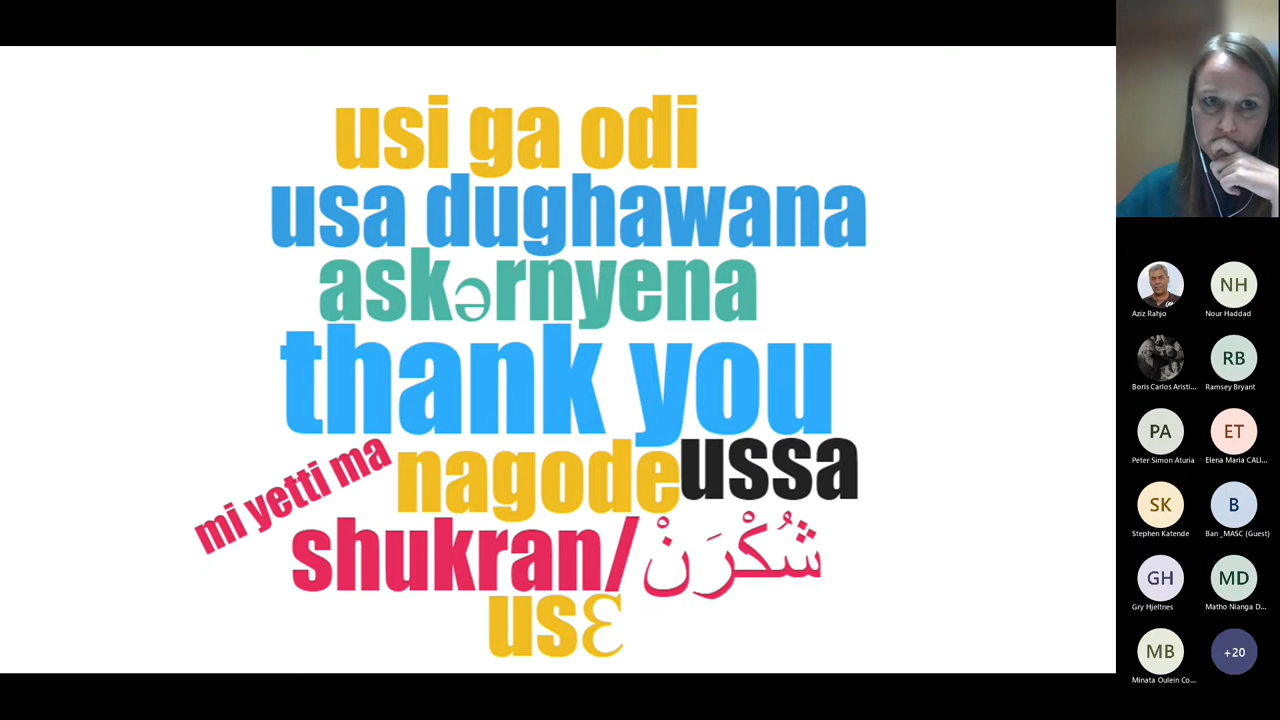 usi ga odi
usa dughawana
askərnyena
thank you
mi yetti ma
nagode
ussa
shukran/شُكْرَنْ
usɛ
Aziz Rahjo
NH
Nour Haddad
Boris Carlos Aristi...
RB
Ramsey Bryant
PA
Peter Simon Aturia
ET
Elena Maria CALI...
SK
Stephen Katende
B
Ban _MASC (Guest)
GH
Gry Hjeltnes
MD
Matho Nianga D...
MB
Minata Oulein Co...
+20